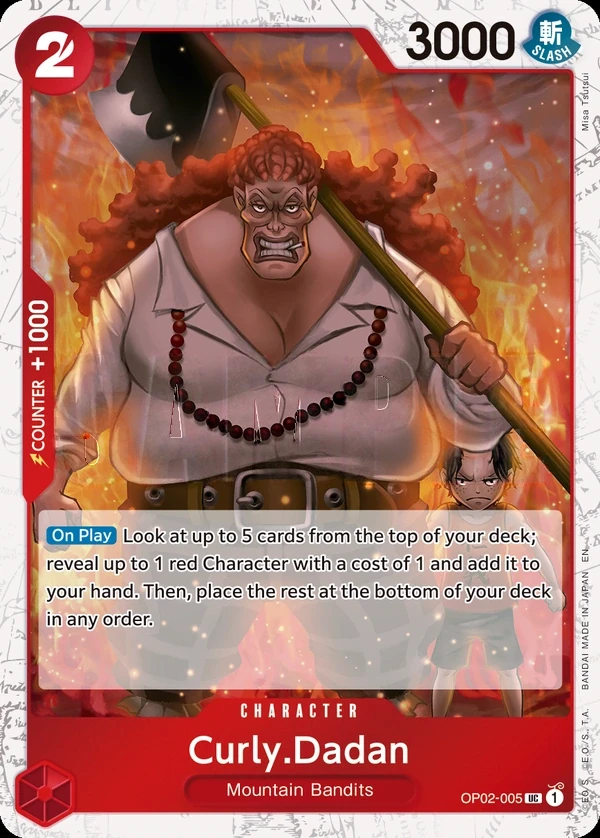 2
3000
斬
SLASH
Misa Tsutsui
COUNTER +1000
On Play Look at up to 5 cards from the top of your deck;
reveal up to 1 red Character with a cost of 1 and add it to
your hand. Then, place the rest at the bottom of your deck
in any order.
BANDAI MADE IN JAPAN EN
CHARACTER
Curly.Dadan
Mountain Bandits
OP02-005 UC 1